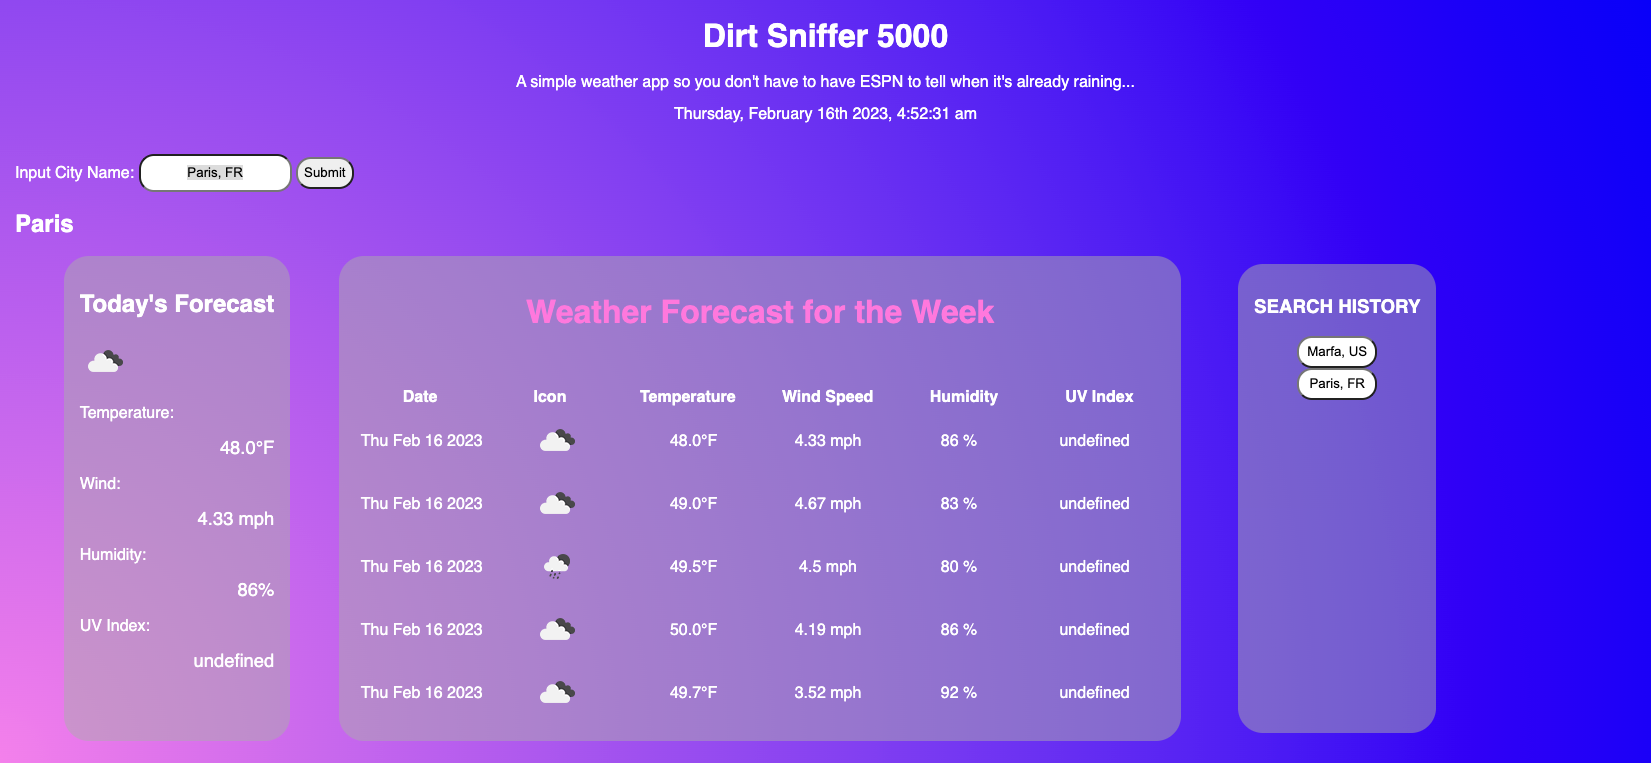 Dirt Sniffer 5000
A simple weather app so you don't have to have ESPN to tell when it's already raining...
Thursday, February 16th 2023, 4:52:31 am
Input City Name: Paris, FR Submit
Paris
Today's Forecast
Temperature:
48.0°F
Wind:
4.33 mph
Humidity:
86%
UV Index:
undefined
Weather Forecast for the Week
Date Icon Temperature Wind Speed Humidity UV Index
Thu Feb 16 2023 48.0°F 4.33 mph 86 % undefined
Thu Feb 16 2023 49.0°F 4.67 mph 83 % undefined
Thu Feb 16 2023 49.5°F 4.5 mph 80 % undefined
Thu Feb 16 2023 50.0°F 4.19 mph 86 % undefined
Thu Feb 16 2023 49.7°F 3.52 mph 92 % undefined
SEARCH HISTORY
Marfa, US
Paris, FR